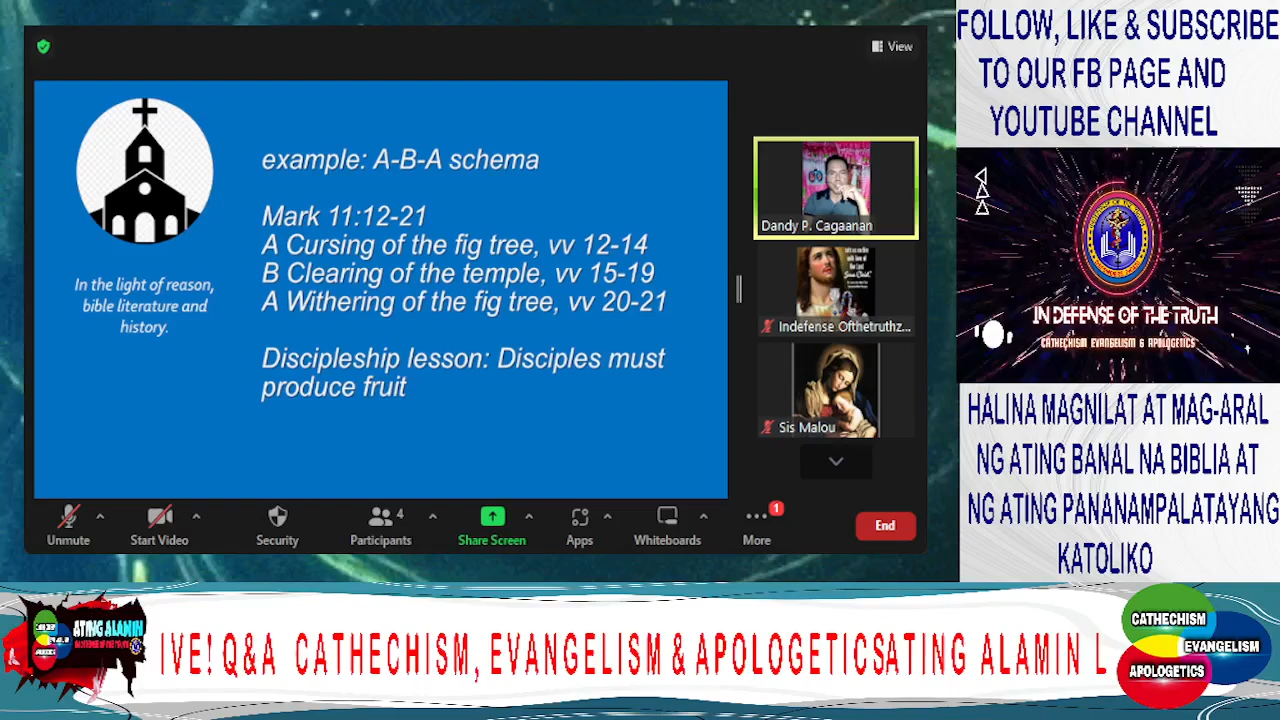 View
example: A-B-A schema
Mark 11:12-21
A Cursing of the fig tree, vv 12-14
B Clearing of the temple, vv 15-19
A Withering of the fig tree, vv 20-21
Discipleship lesson: Disciples must
produce fruit
In the light of reason,
bible literature and
history.
Dandy P. Cagaanan
Indefense Ofthetruthz...
Sis Malou
Unmute
Start Video
Security
4
Participants
Share Screen
Apps
Whiteboards
1
More
End
FOLLOW, LIKE & SUBSCRIBE
TO OUR FB PAGE AND
YOUTUBE CHANNEL
IN DEFENSE OF THE TRUTH
CATHECHISM EVANGELISM & APOLOGETICS
HALINA MAGNILAT AT MAG-ARAL
NG ATING BANAL NA BIBLIA AT
NG ATING PANANAMPALATAYANG
KATOLIKO
ATING ALAMIN
IVE! Q&A CATHECHISM, EVANGELISM & APOLOGETICSATING ALAMIN L
CATHECHISM
EVANGELISM
APOLOGETICS